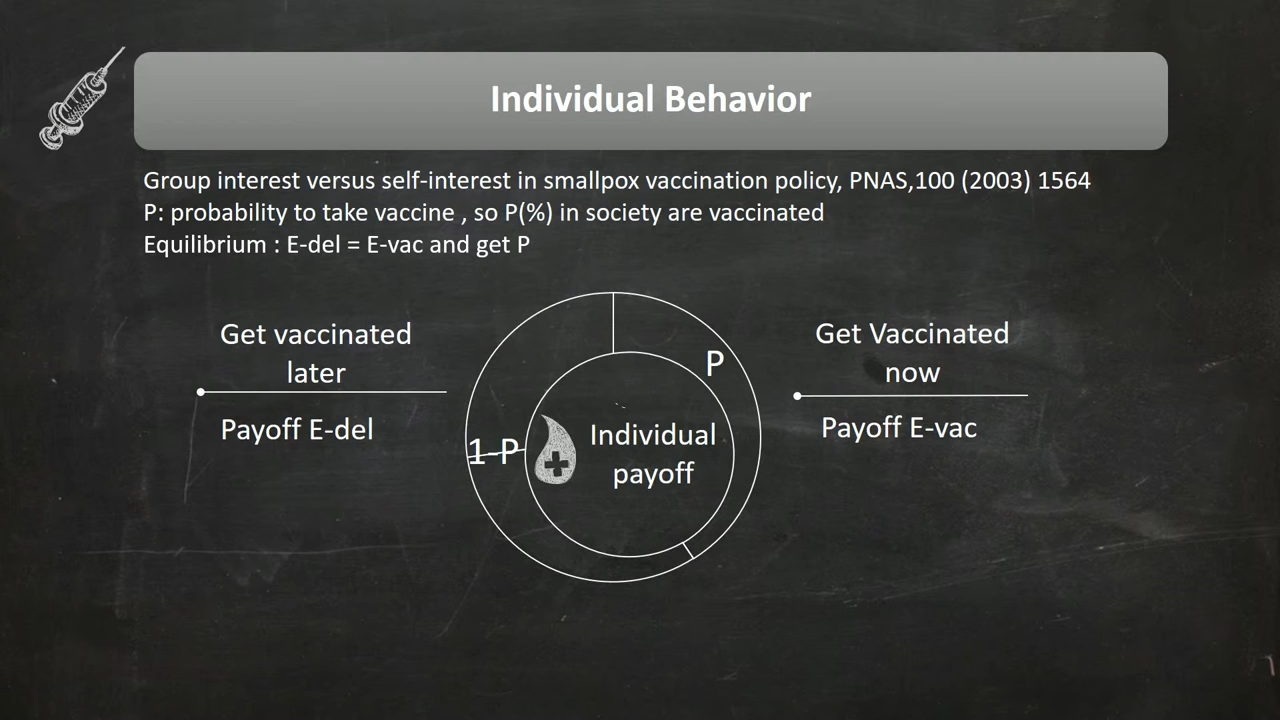 Individual Behavior
Group interest versus self-interest in smallpox vaccination policy, PNAS,100 (2003) 1564
P: probability to take vaccine , so P(%) in society are vaccinated
Equilibrium : E-del = E-vac and get P
Get vaccinated
later
Payoff E-del
1-P
Individual
payoff
P
Get Vaccinated
now
Payoff E-vac